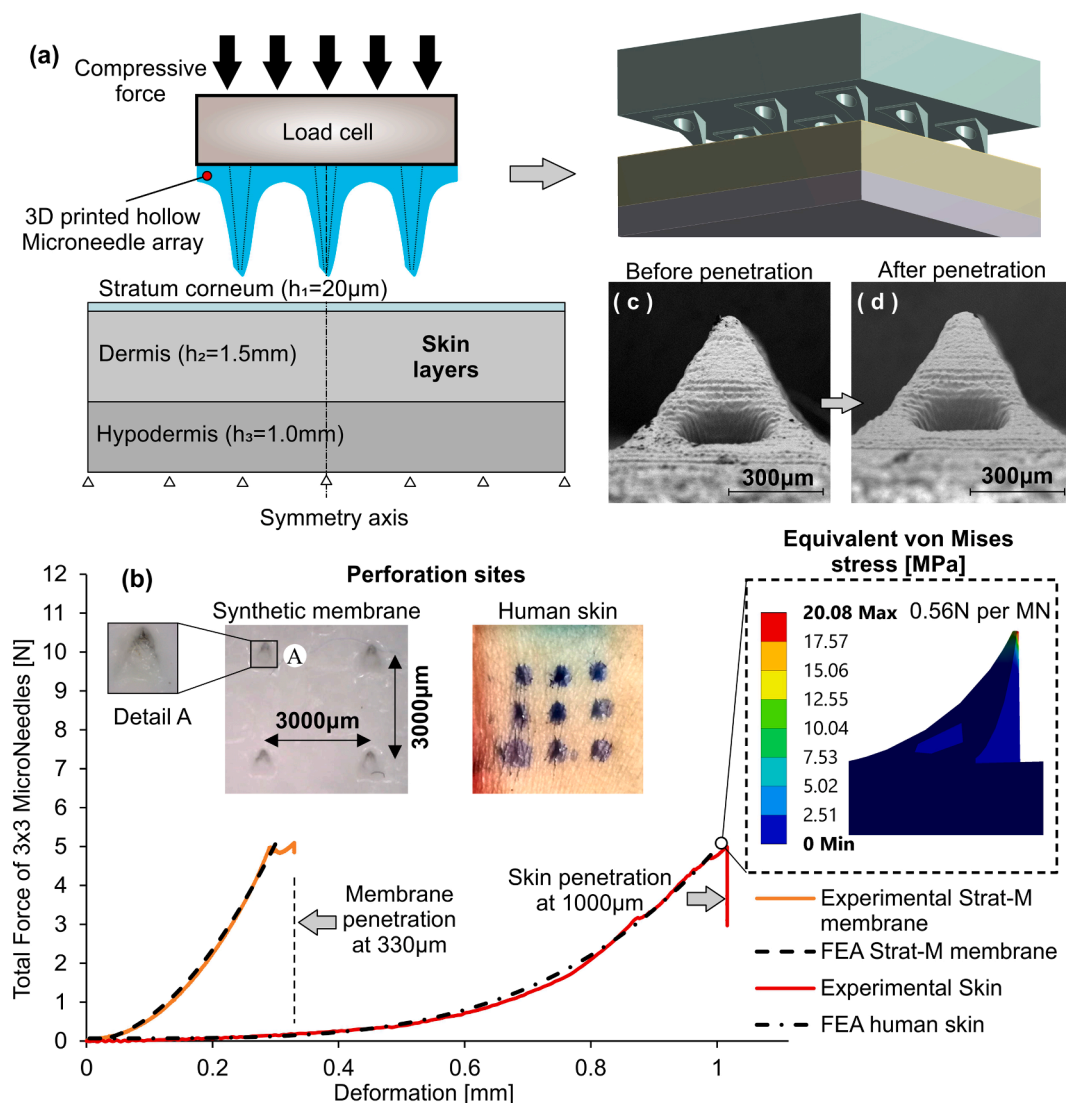 (a)
Compressive
force
Load cell
3D printed hollow
Microneedle array
Stratum corneum (h₁=20µm)
Dermis (h₂=1.5mm)
Skin
layers
Hypodermis (h₃=1.0mm)
Symmetry axis
Before penetration
After penetration
( c )
( d )
300µm
300µm
(b)
Perforation sites
Synthetic membrane
Human skin
A
Detail A
3000µm
3000µm
Equivalent von Mises
stress [MPa]
20.08 Max
0.56N per MN
17.57
15.06
12.55
10.04
7.53
5.02
2.51
0 Min
Total Force of 3x3 MicroNeedles [N]
12
11
10
9
8
7
6
5
4
3
2
1
0
Membrane
penetration
at 330µm
Skin penetration
at 1000µm
Experimental Strat-M
membrane
FEA Strat-M membrane
Experimental Skin
FEA human skin
0
0.2
0.4
0.6
0.8
1
Deformation [mm]